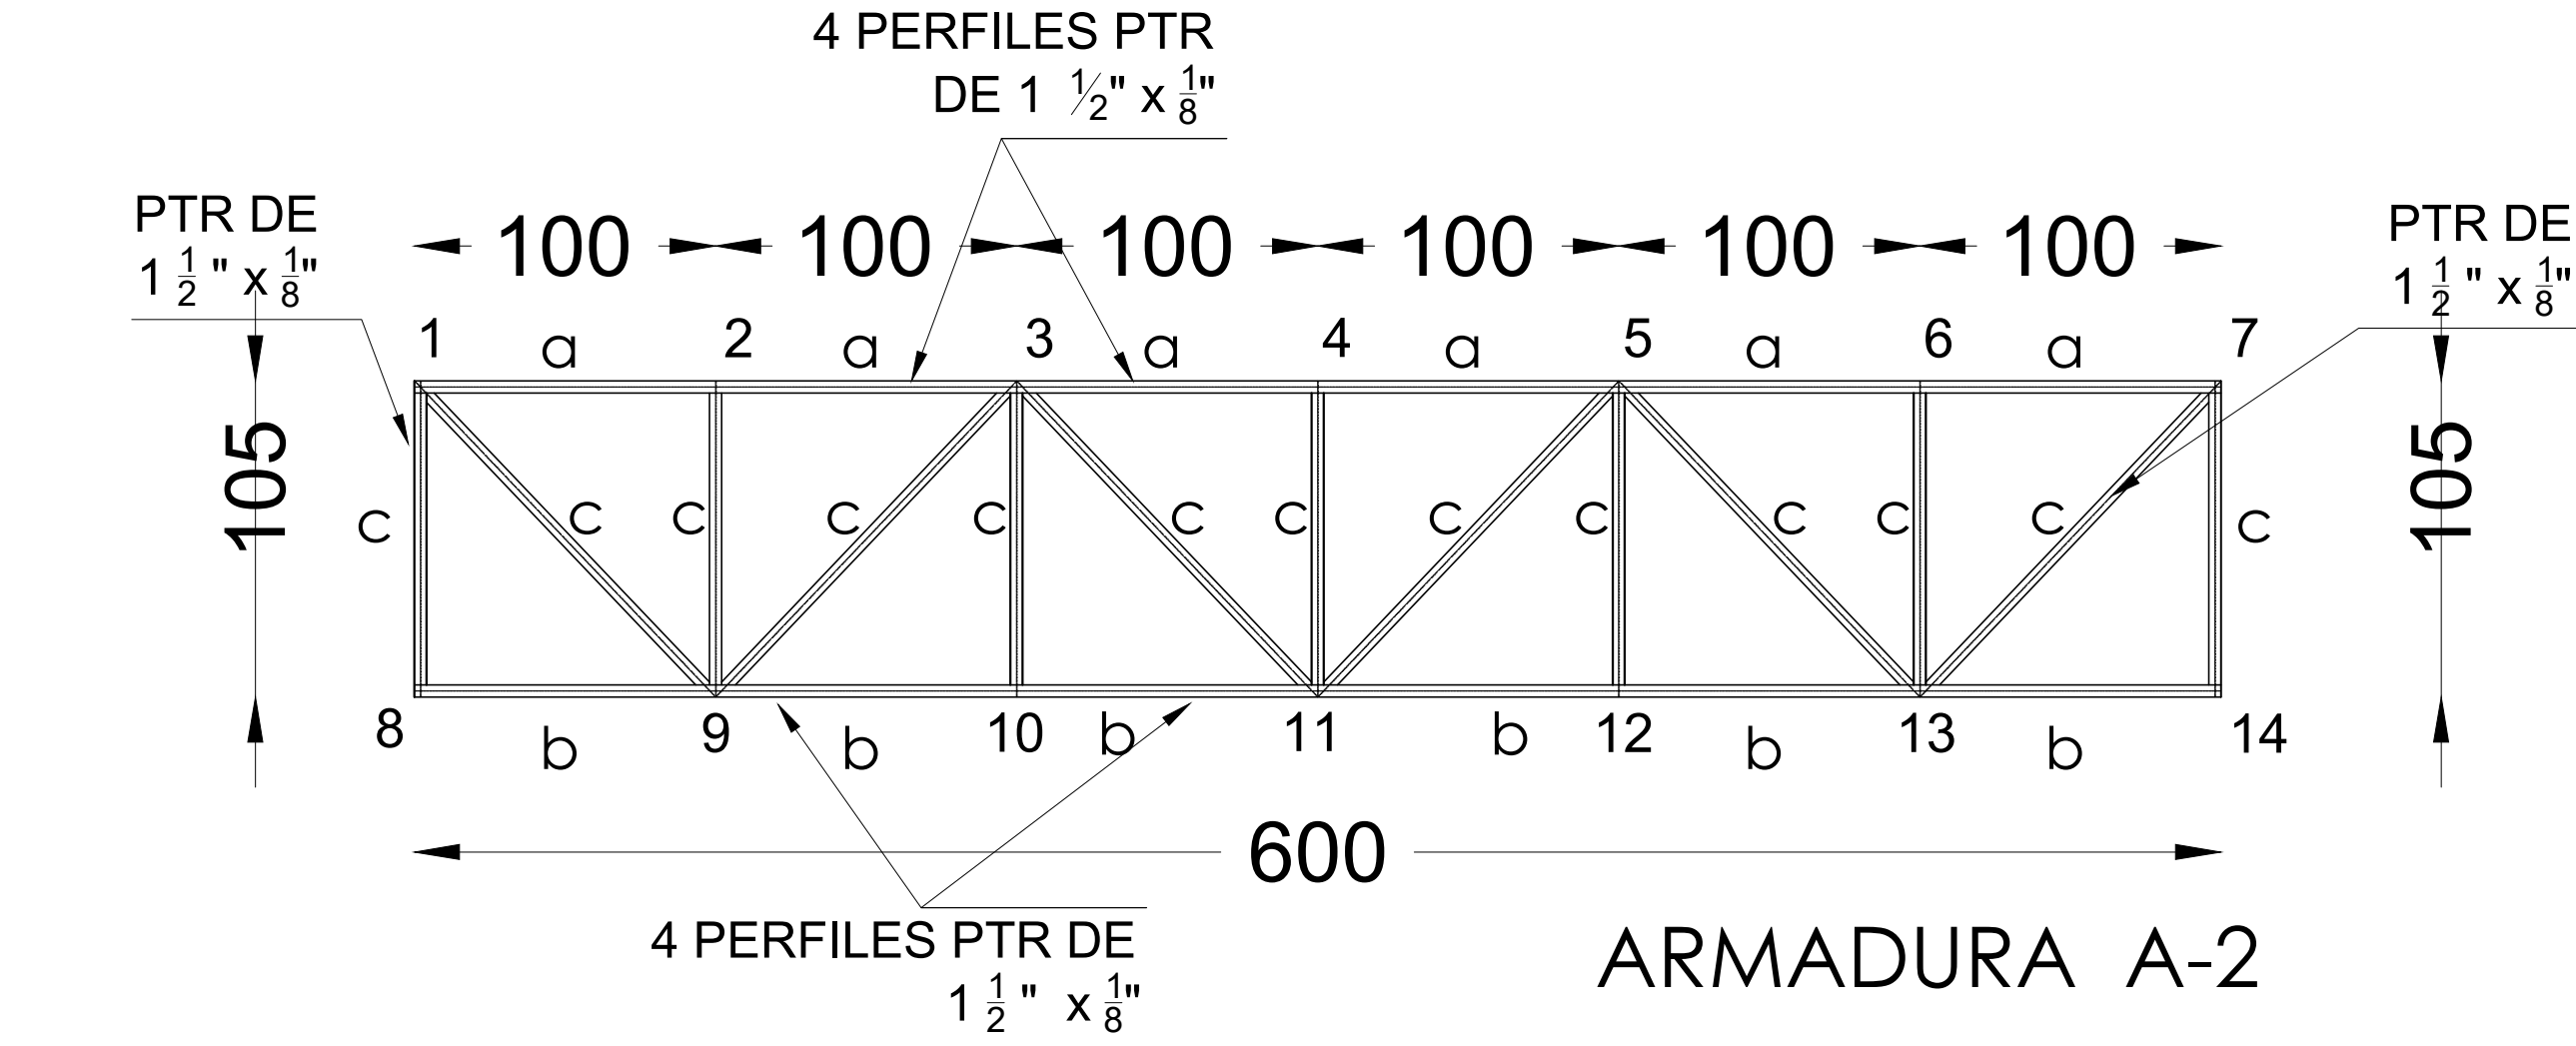 4 PERFILES PTR
DE 1 1/2" x 1/8"
PTR DE
1 1/2 " x 1/8"
PTR DE
1 1/2 " x 1/8"
100 100 100 100 100 100
1 2 3 4 5 6 7
a a a a a a
105
105
c c c c c c c c c c c c c
8 9 10 11 12 13 14
b b b b b b
600
4 PERFILES PTR DE
1 1/2 " x 1/8"
ARMADURA A-2